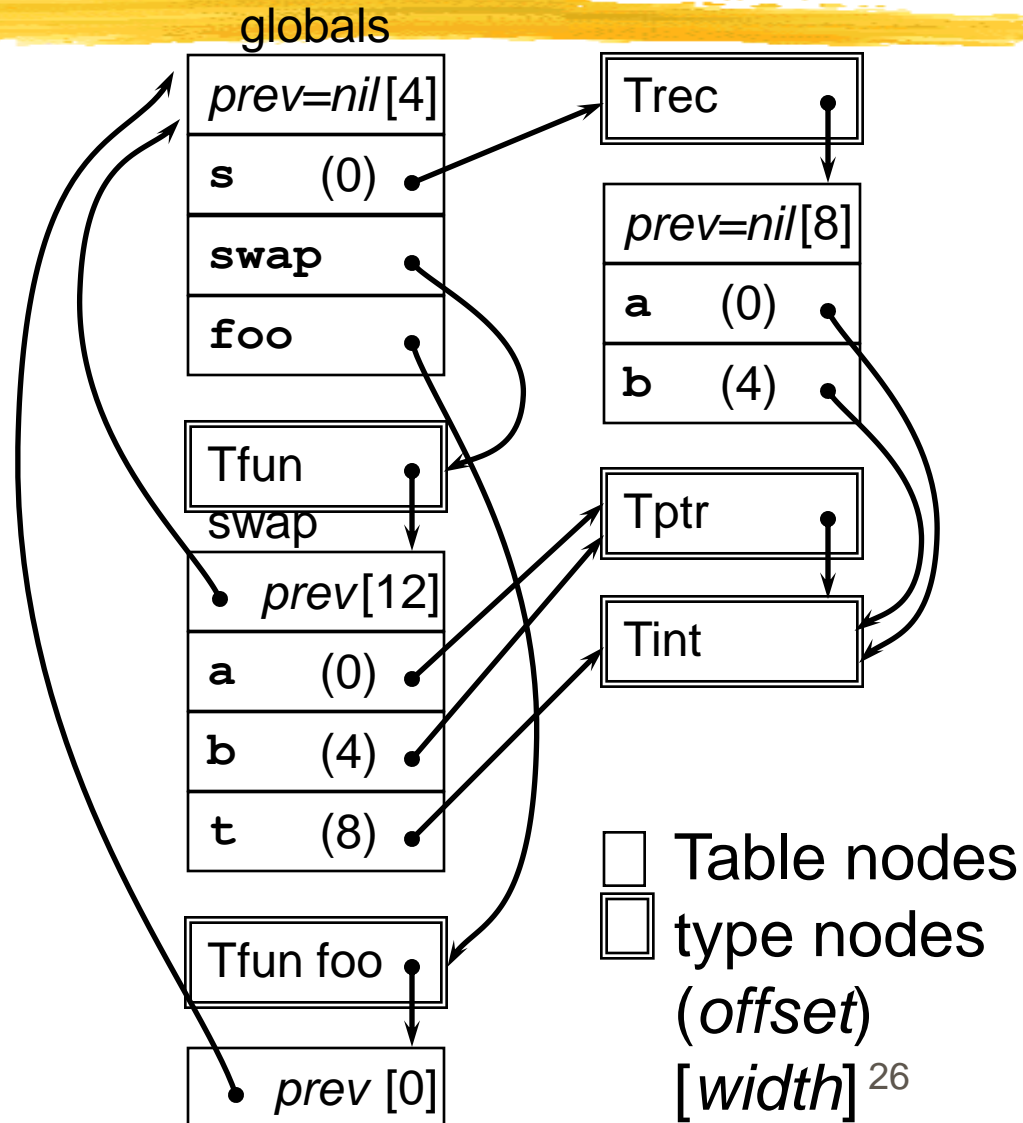 globals
prev=nil[4]
s (0)
swap
foo
Tfun
swap
prev[12]
a (0)
b (4)
t (8)
Tfun foo
prev [0]
Trec
prev=nil[8]
a (0)
b (4)
Tptr
Tint
Table nodes
type nodes
(offset)
[width] 26